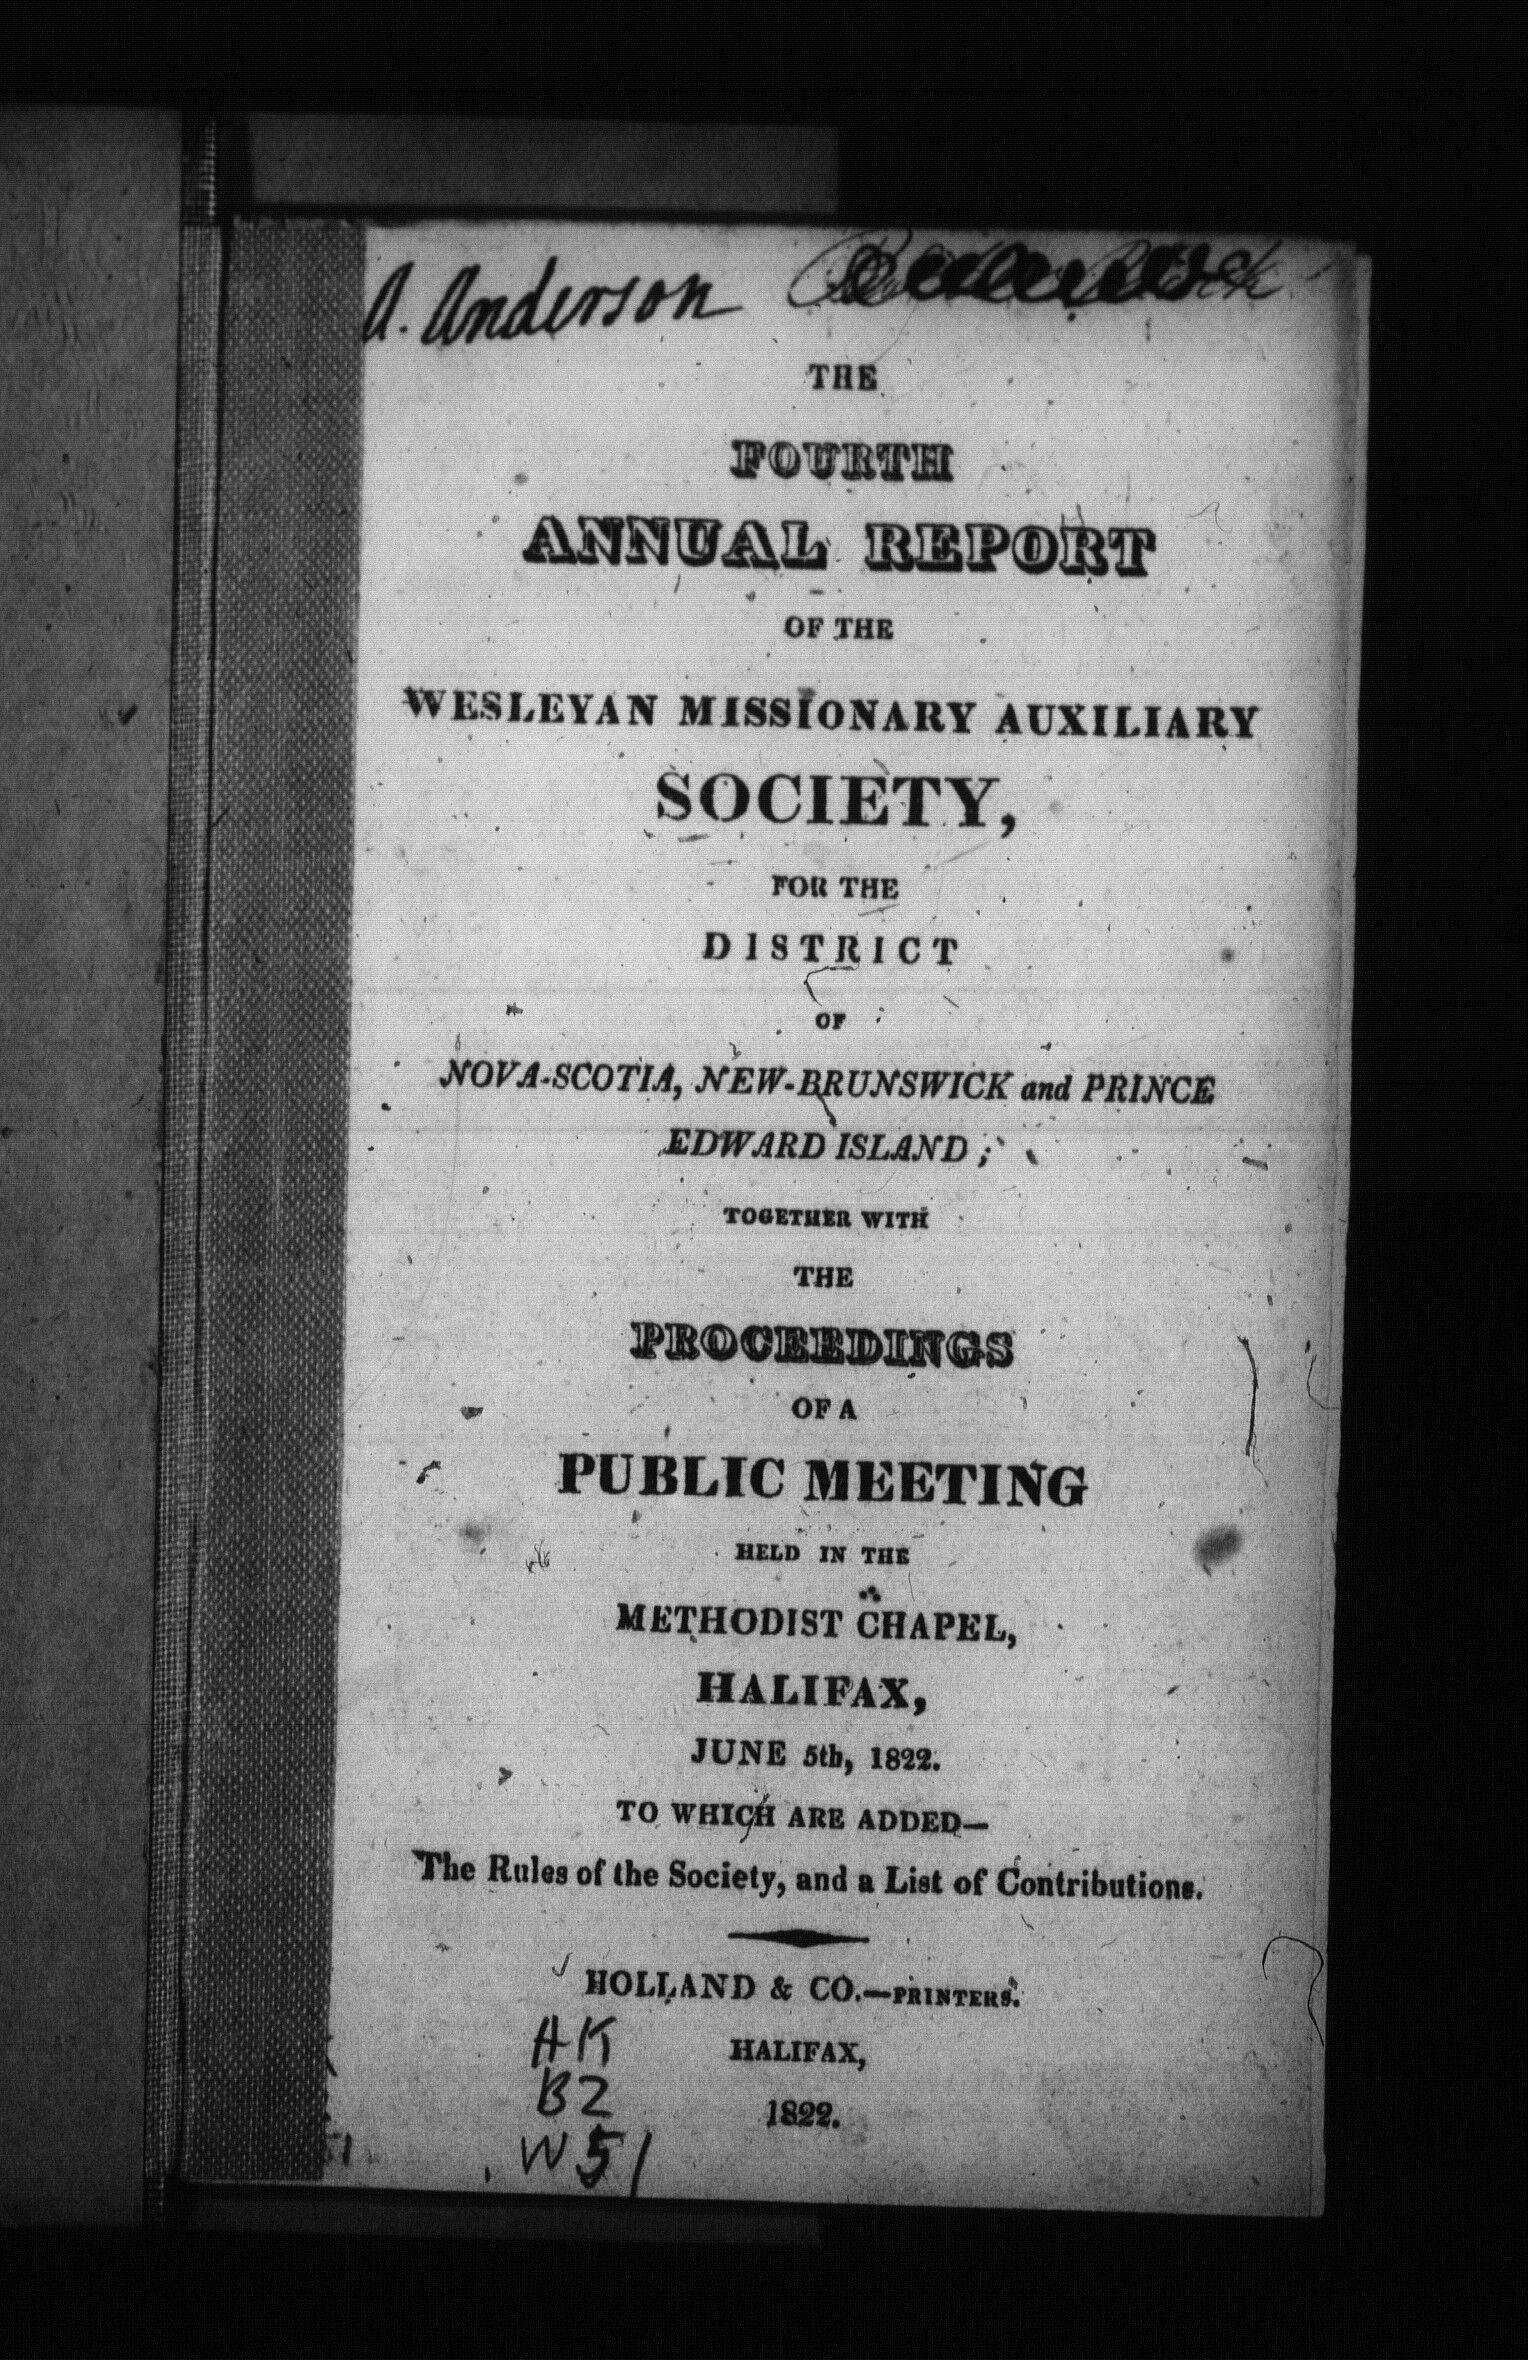 A. Anderson
THE
FOURTH
ANNUAL REPORT
OF THE
WESLEYAN MISSIONARY AUXILIARY
SOCIETY,
FOR THE
DISTRICT
OF
NOVA-SCOTIA, NEW-BRUNSWICK and PRINCE
EDWARD ISLAND;
TOGETHER WITH
THE
PROCEEDINGS
OF A
PUBLIC MEETING
HELD IN THE
METHODIST CHAPEL,
HALIFAX,
JUNE 5th, 1822.
TO WHICH ARE ADDED—
The Rules of the Society, and a List of Contributions.
HOLLAND & CO.—PRINTERS.
HALIFAX,
1822.
HK
BZ
W51